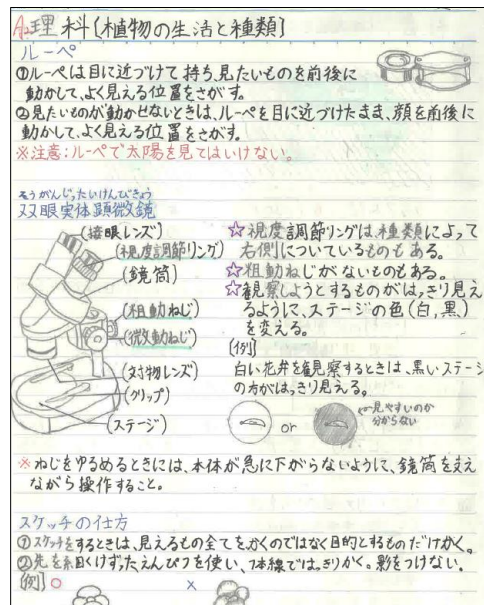 A 理科〔植物の生活と種類〕
ルーペ
①ルーペは目に近づけて持ち、見たいものを前後に
動かして、よく見える位置をさがす。
②見たいものが動かせないときは、ルーペを目に近づけたまま、顔を前後に
動かして、よく見える位置をさがす。
※注意:ルーペで太陽を見てはいけない。
そうがんじったいけんびきょう
双眼実体顕微鏡
(接眼レンズ)
(視度調節リング)
(鏡筒)
(粗動ねじ)
(微動ねじ)
(対物レンズ)
(クリップ)
(ステージ)
☆視度調節リングは、種類によって
右側についているものもある。
☆粗動ねじがないものもある。
☆観察しようとするものがはっきり見え
るように、ステージの色(白,黒)
を変える。
〔例〕
白い花弁を観察するときは、黒いステージ
の方がはっきり見える。
or
←見やすいのか
分からない
※ねじをゆるめるときには、本体が急に下がらないように、鏡筒を支え
ながら操作すること。
スケッチの仕方
①スケッチをするときは、見えるもの全てをかくのではなく目的とするものだけかく。
②先を細くけずったえんぴつを使い、1本線ではっきりかく。影をつけない。
〔例〕○ ×